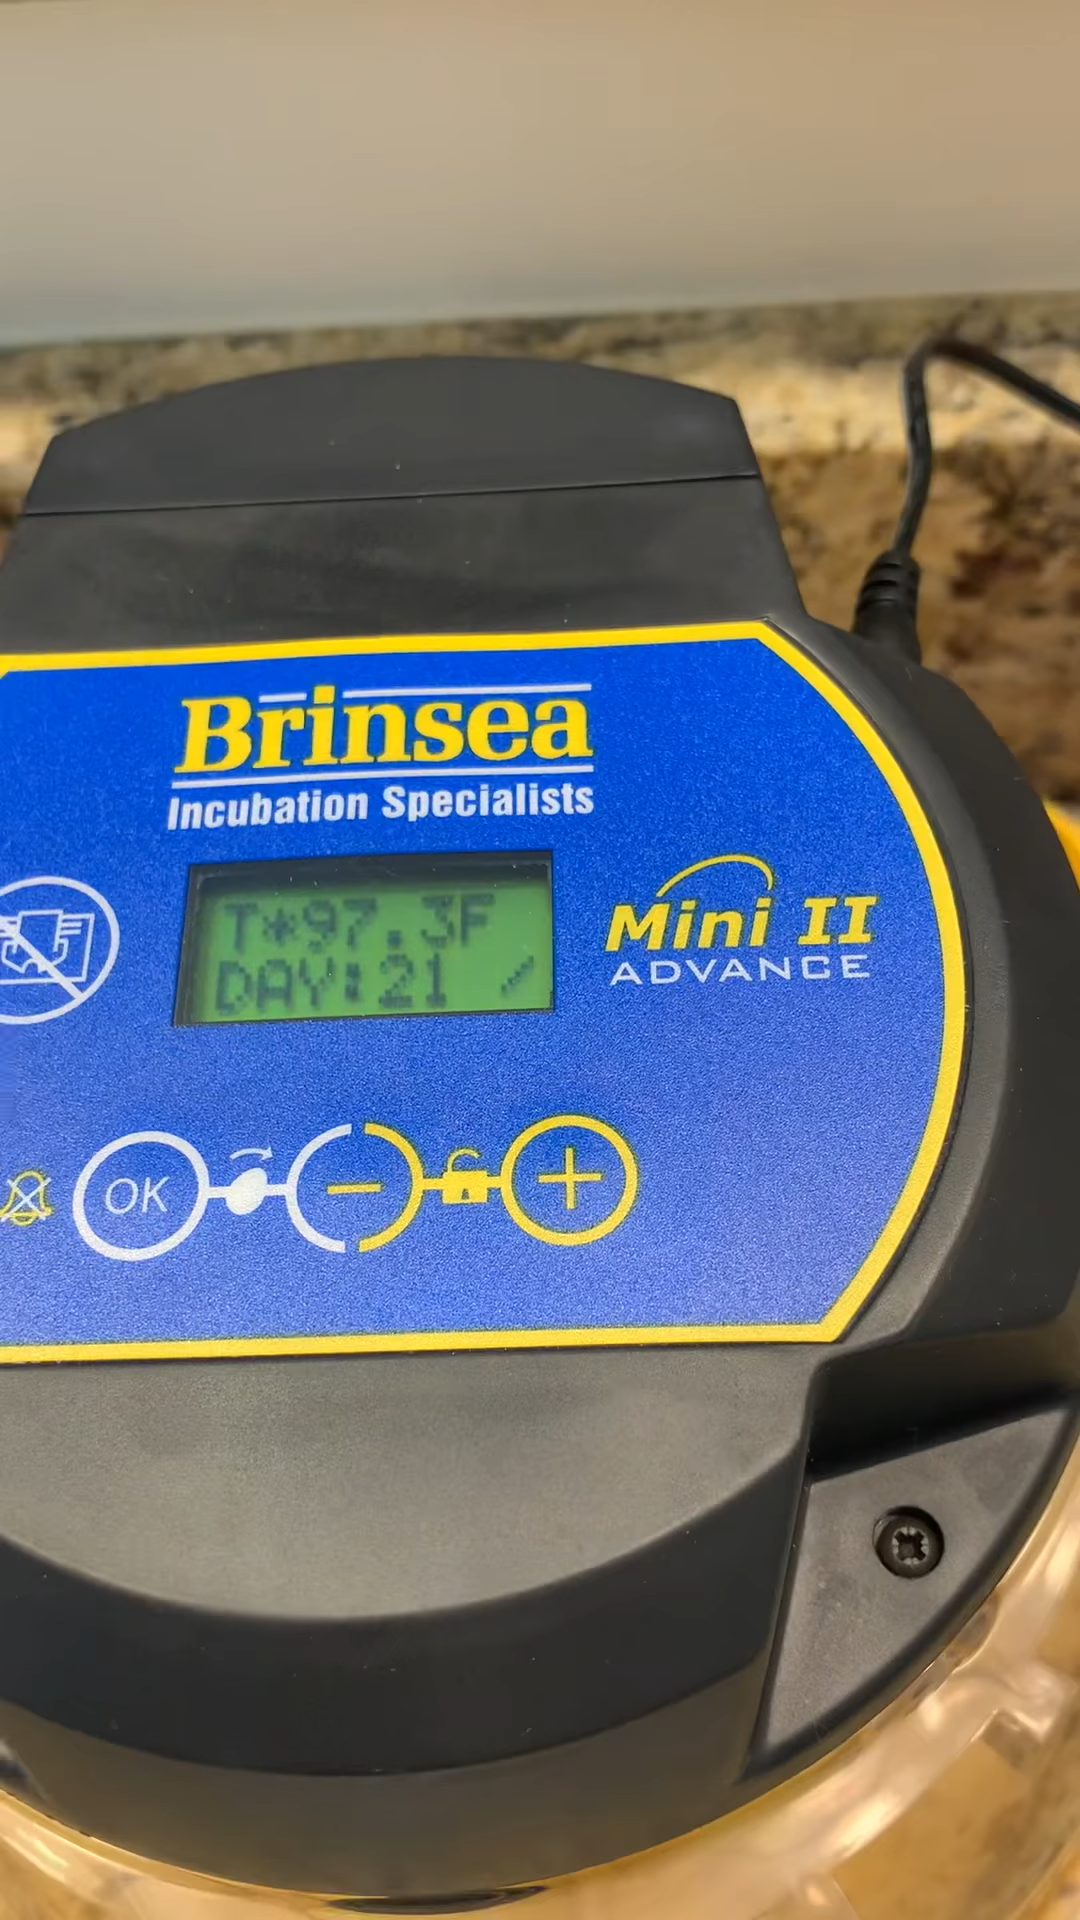 Brinsea
Incubation Specialists
T*97.3F
DAY:21
Mini II
ADVANCE
OK
-
+